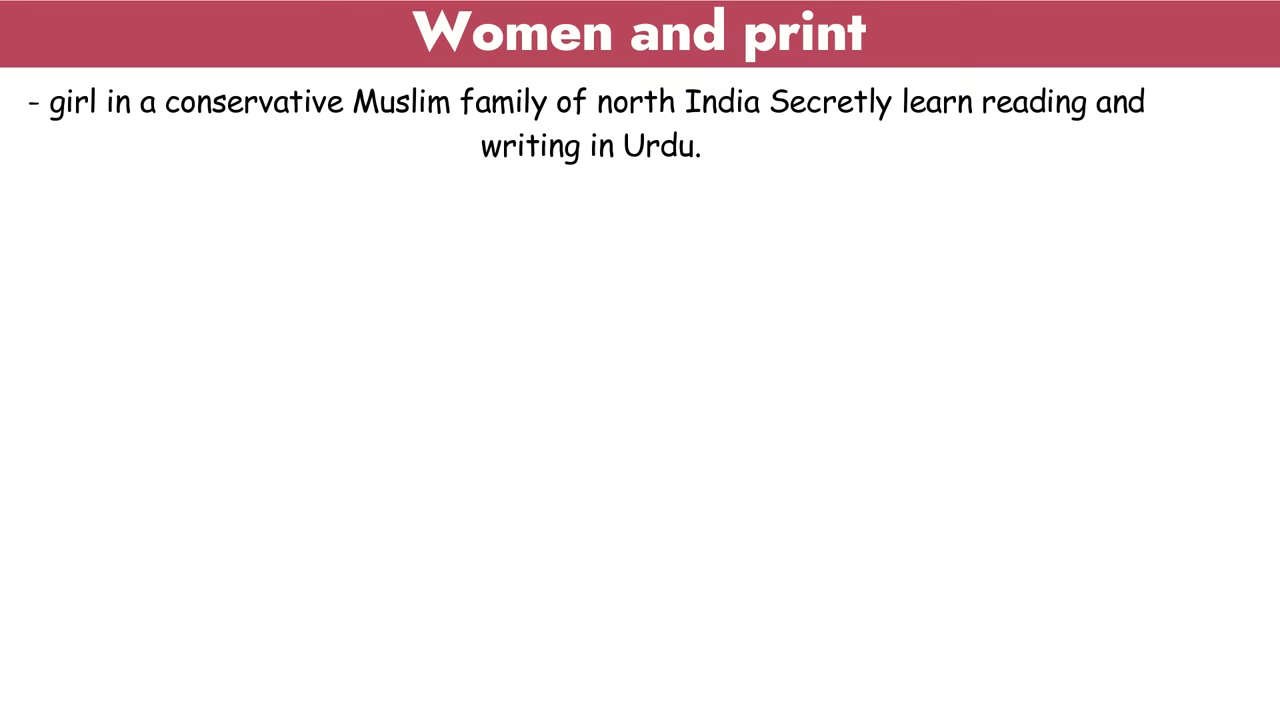 Women and print
- girl in a conservative Muslim family of north India Secretly learn reading and
writing in Urdu.